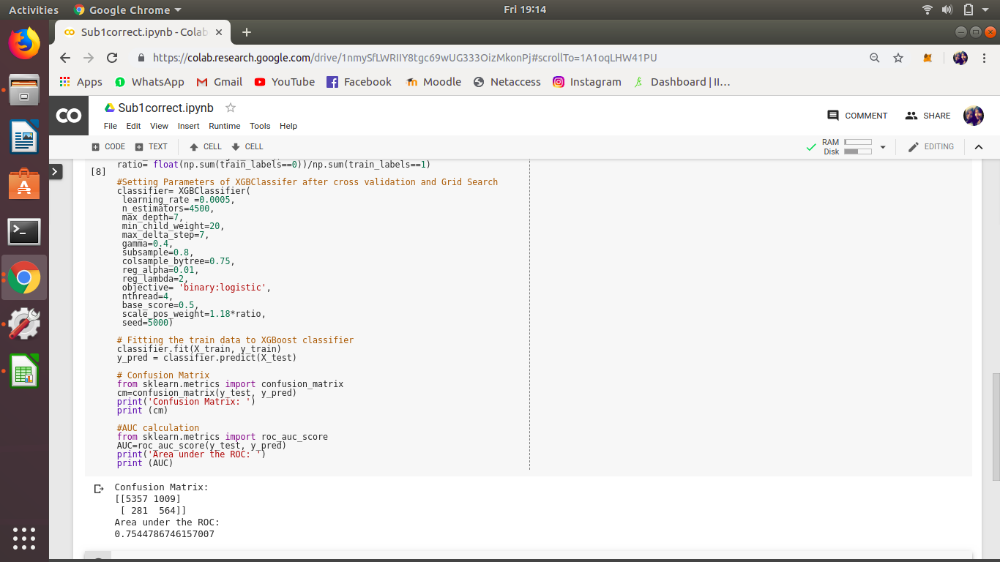 Activities Google Chrome Fri 19:14
Sub1correct.ipynb - Colab
https://colab.research.google.com/drive/1nmySfLWRIIY8tgc69wUG333OizMkonPj#scrollTo=1A1oqLHW41PU
Apps 1 WhatsApp Gmail YouTube Facebook Moodle Netaccess Instagram Dashboard | II…
CO Sub1correct.ipynb
COMMENT SHARE
File Edit View Insert Runtime Tools Help
CODE TEXT CELL CELL RAM Disk EDITING
ratio= float(np.sum(train_labels==0))/np.sum(train_labels==1)
[8]
#Setting Parameters of XGBClassifer after cross validation and Grid Search
classifier= XGBClassifier(
learning_rate =0.0005,
n_estimators=4500,
max_depth=7,
min_child_weight=20,
max_delta_step=7,
gamma=0.4,
subsample=0.8,
colsample_bytree=0.75,
reg_alpha=0.01,
reg_lambda=2,
objective= 'binary:logistic',
nthread=4,
base_score=0.5,
scale_pos_weight=1.18*ratio,
seed=5000)
# Fitting the train data to XGBoost classifier
classifier.fit(X_train, y_train)
y_pred = classifier.predict(X_test)
# Confusion Matrix
from sklearn.metrics import confusion_matrix
cm=confusion_matrix(y_test, y_pred)
print('Confusion Matrix: ')
print (cm)
#AUC calculation
from sklearn.metrics import roc_auc_score
AUC=roc_auc_score(y_test, y_pred)
print('Area under the ROC: ')
print (AUC)
Confusion Matrix:
[[5357 1009]
[ 281 564]]
Area under the ROC:
0.7544786746157007